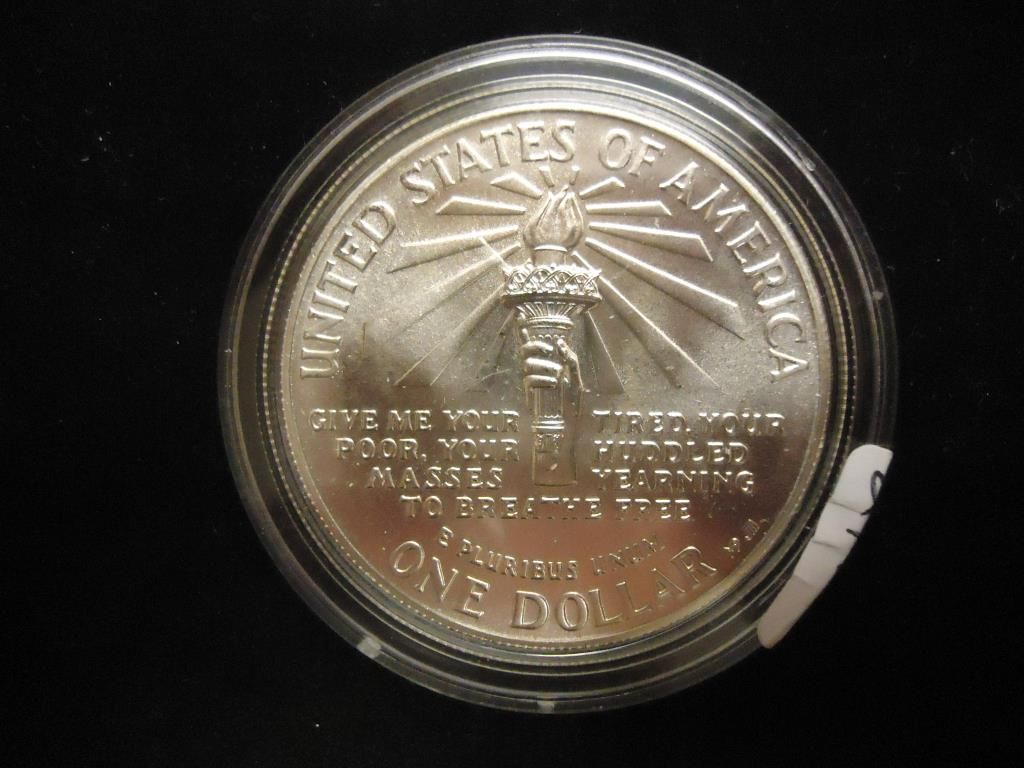 UNITED STATES OF AMERICA
GIVE ME YOUR TIRED, YOUR
POOR, YOUR HUDDLED
MASSES YEARNING
TO BREATHE FREE
E PLURIBUS UNUM
ONE DOLLAR